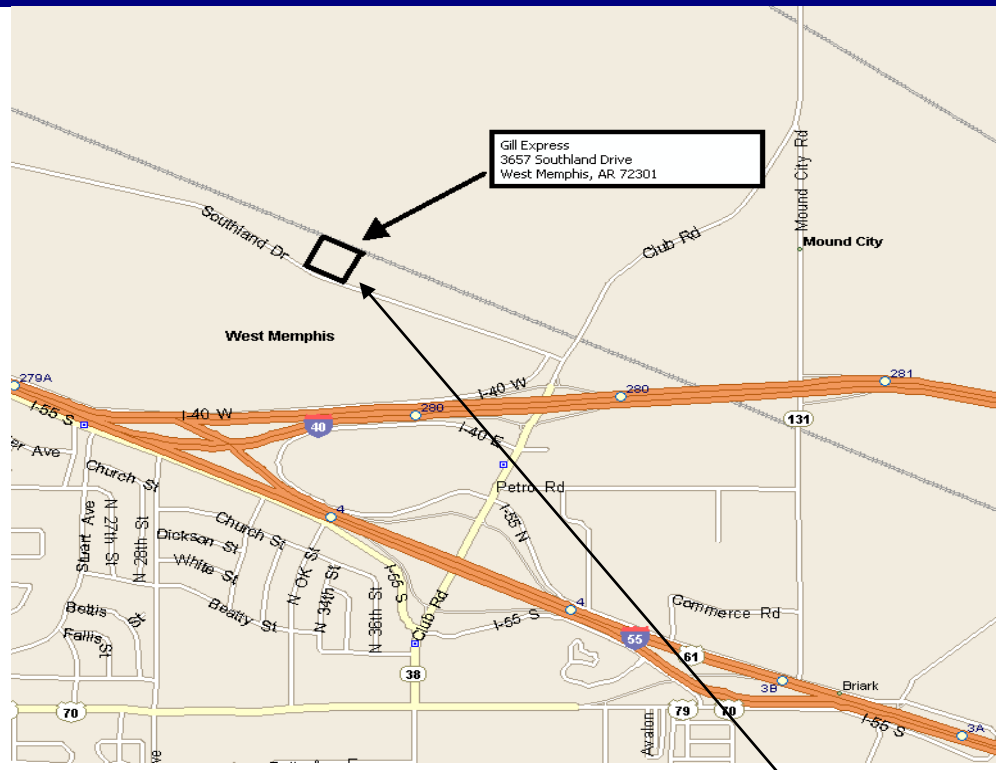 Gill Express
3657 Southland Drive
West Memphis, AR 72301
Mound City Rd
Southland Dr
Club Rd
Mound City
West Memphis
279A
I-40 W
280
281
I-55 S
I-40 W
280
40
131
I-40 E
er Ave
Church St
Petro Rd
Stuart Ave
N 27th St
N 28th St
4
I-55 N
Church St
Dickson St
White St
N OK St
N 34th St
I-55 S
Beatty St
N 36th St
Club Rd
4
Bettis
St
Fallis St
I-55 S
Commerce Rd
55
61
38
3B
Briark
70
79
70
I-55 S
Avalon
3A